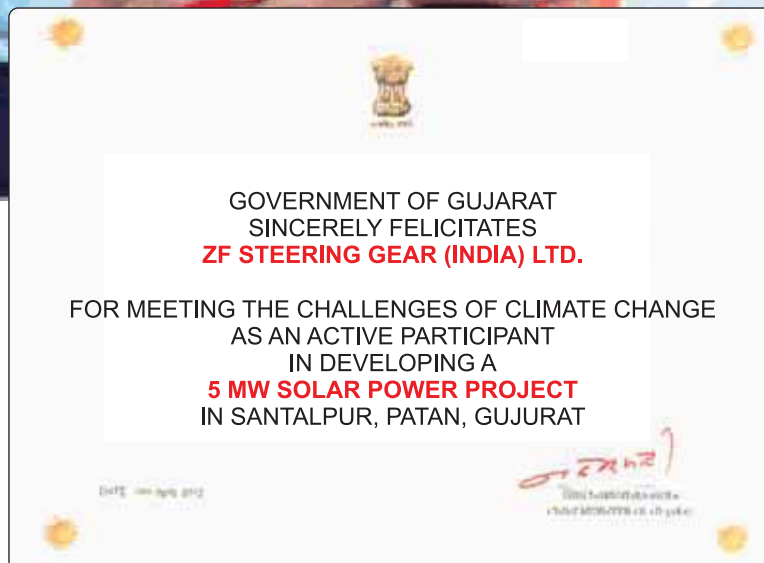 GOVERNMENT OF GUJARAT
SINCERELY FELICITATES
ZF STEERING GEAR (INDIA) LTD.
FOR MEETING THE CHALLENGES OF CLIMATE CHANGE
AS AN ACTIVE PARTICIPANT
IN DEVELOPING A
5 MW SOLAR POWER PROJECT
IN SANTALPUR, PATAN, GUJURAT